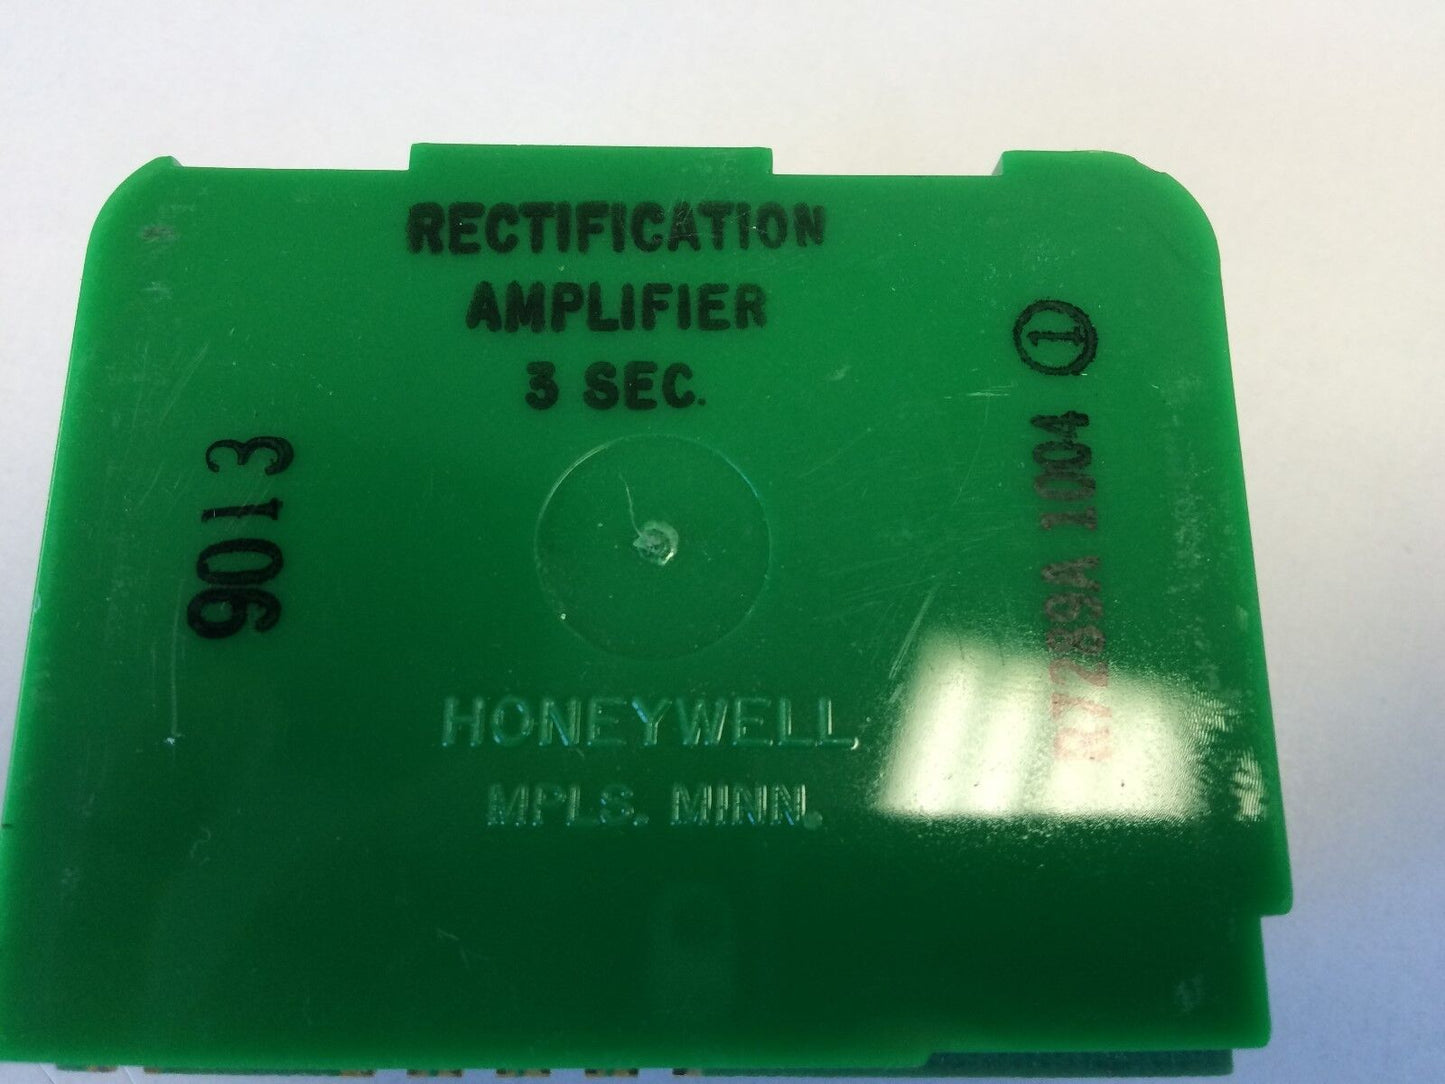 RECTIFICATION
AMPLIFIER
3 SEC.
9013
R7289A 1004 1
HONEYWELL
MPLS. MINN.